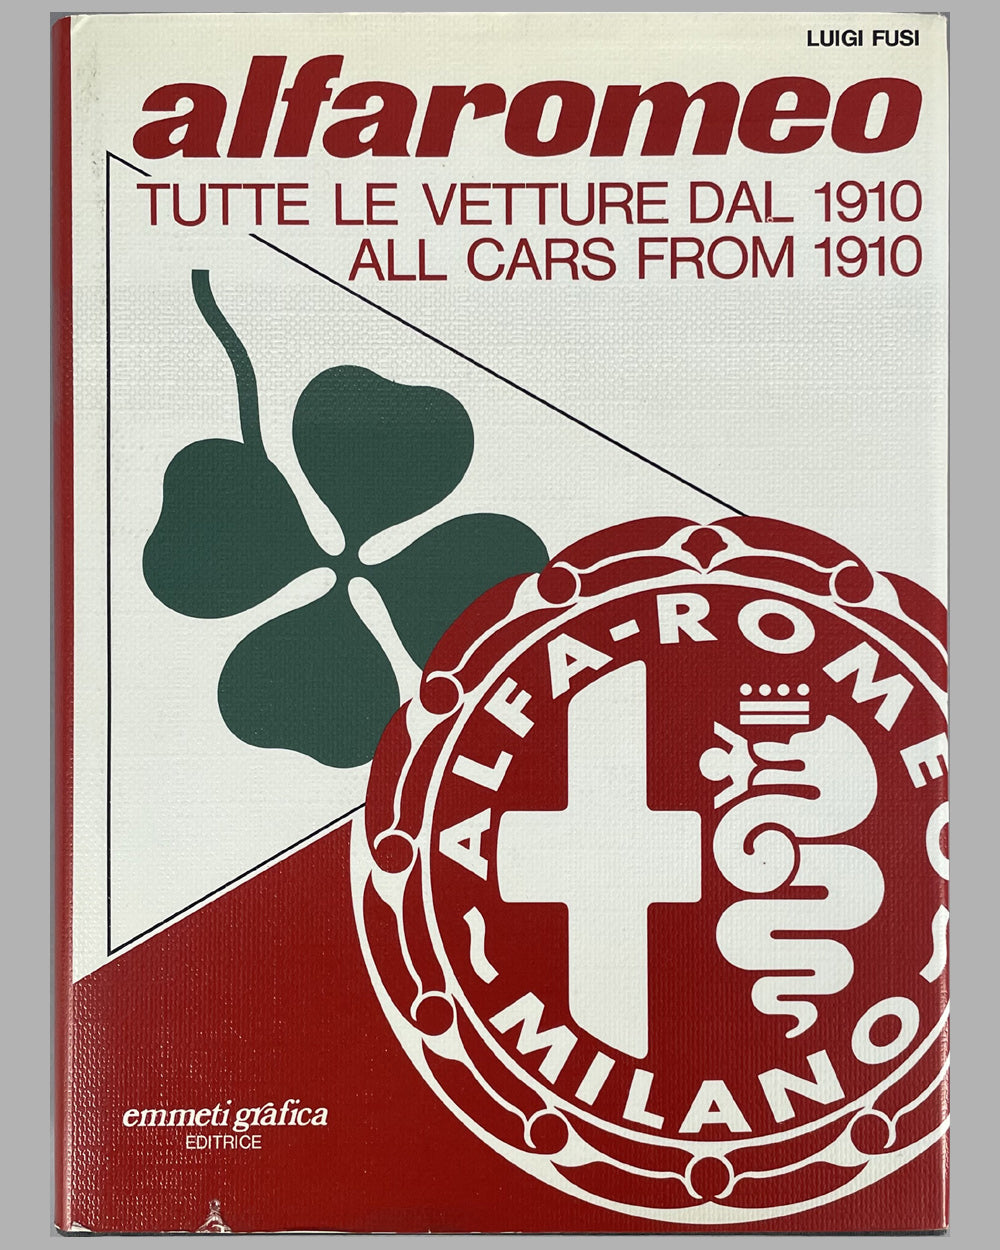 LUIGI FUSI
alfaromeo
TUTTE LE VETTURE DAL 1910
ALL CARS FROM 1910
ALFA-ROMEO
MILANO
emmeti grafica
EDITRICE